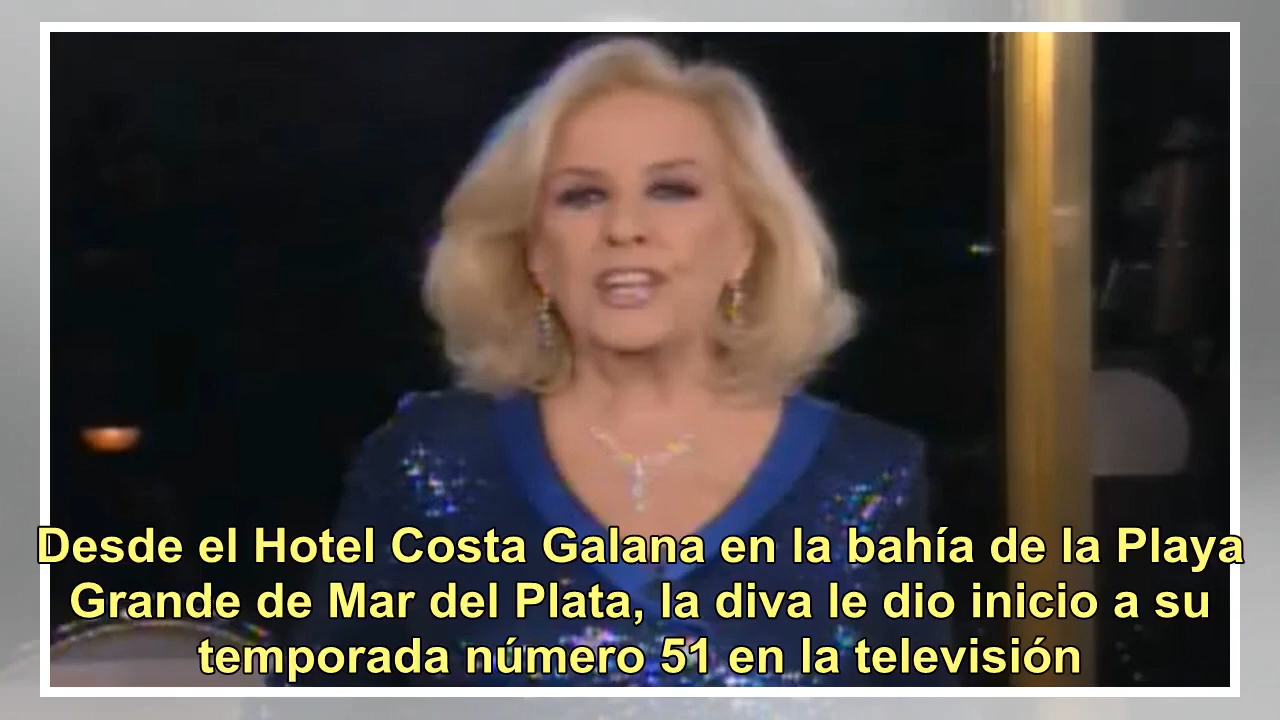 Desde el Hotel Costa Galana en la bahía de la Playa
Grande de Mar del Plata, la diva le dio inicio a su
temporada número 51 en la televisión